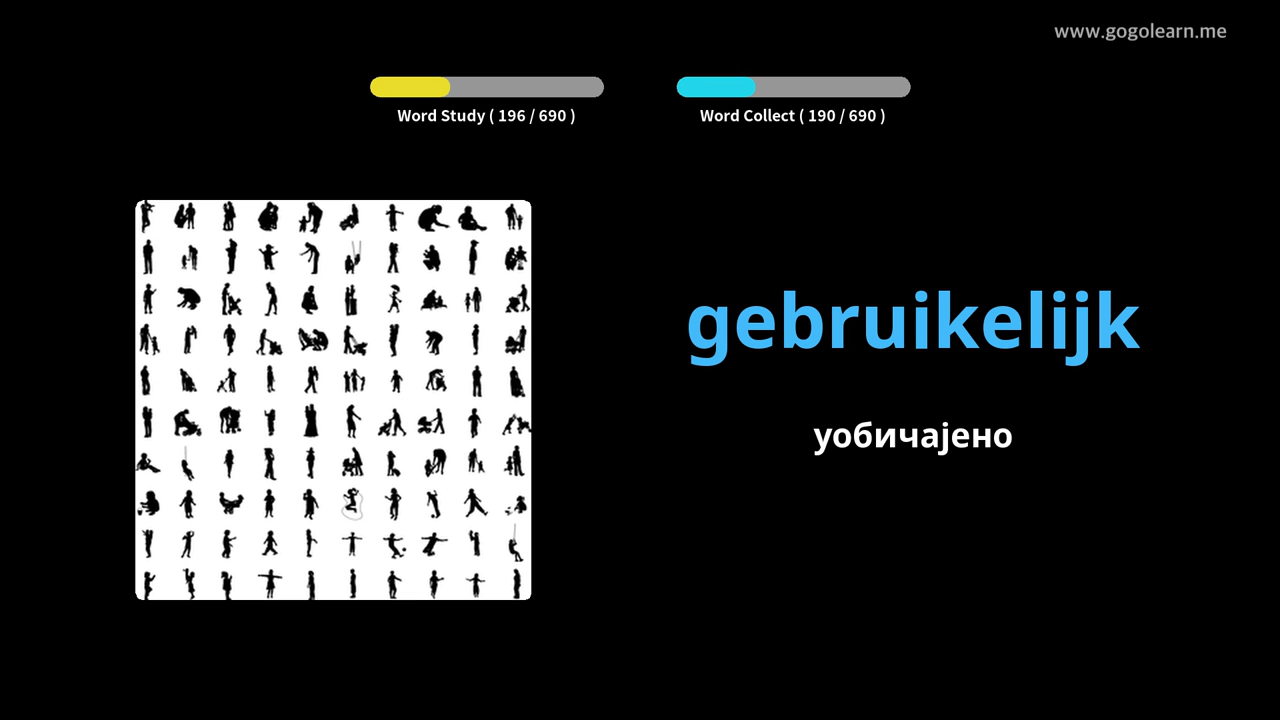 www.gogolearn.me
Word Study ( 196 / 690 )
Word Collect ( 190 / 690 )
gebruikelijk
уобичајено